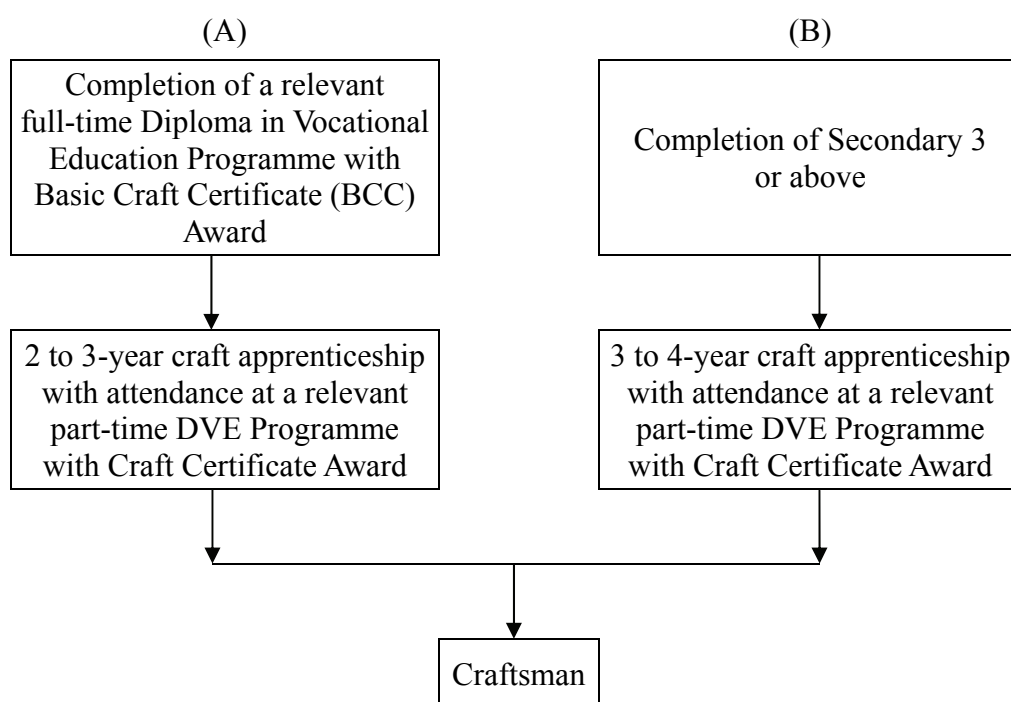 (A)
Completion of a relevant
full-time Diploma in Vocational
Education Programme with
Basic Craft Certificate (BCC)
Award
2 to 3-year craft apprenticeship
with attendance at a relevant
part-time DVE Programme
with Craft Certificate Award
(B)
Completion of Secondary 3
or above
3 to 4-year craft apprenticeship
with attendance at a relevant
part-time DVE Programme
with Craft Certificate Award
Craftsman